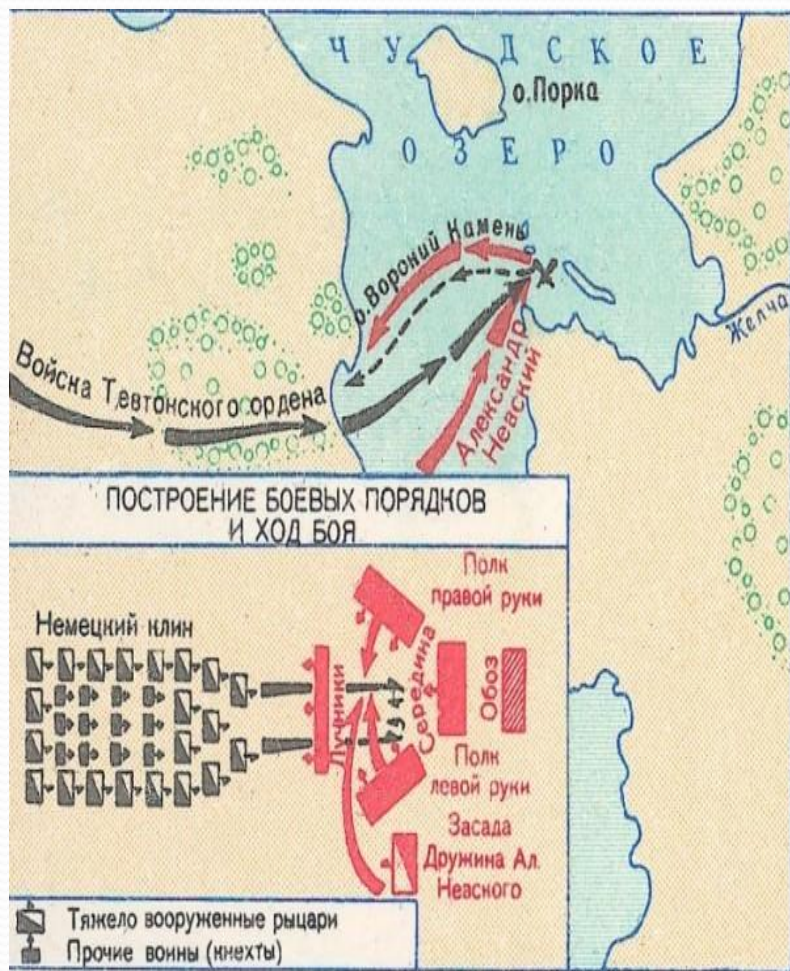 ЧУДСКОЕ
о.Порка
ОЗЕРО
о.Вороний Камень
Желча
Войска Тевтонского ордена
Александр
Невский
ПОСТРОЕНИЕ БОЕВЫХ ПОРЯДКОВ
И ХОД БОЯ
Полк
правой руки
Немецкий клин
Лучники
Середина
Обоз
Полк
левой руки
Засада
Дружина Ал.
Невского
Тяжело вооруженные рыцари
Прочие воины (кнехты)